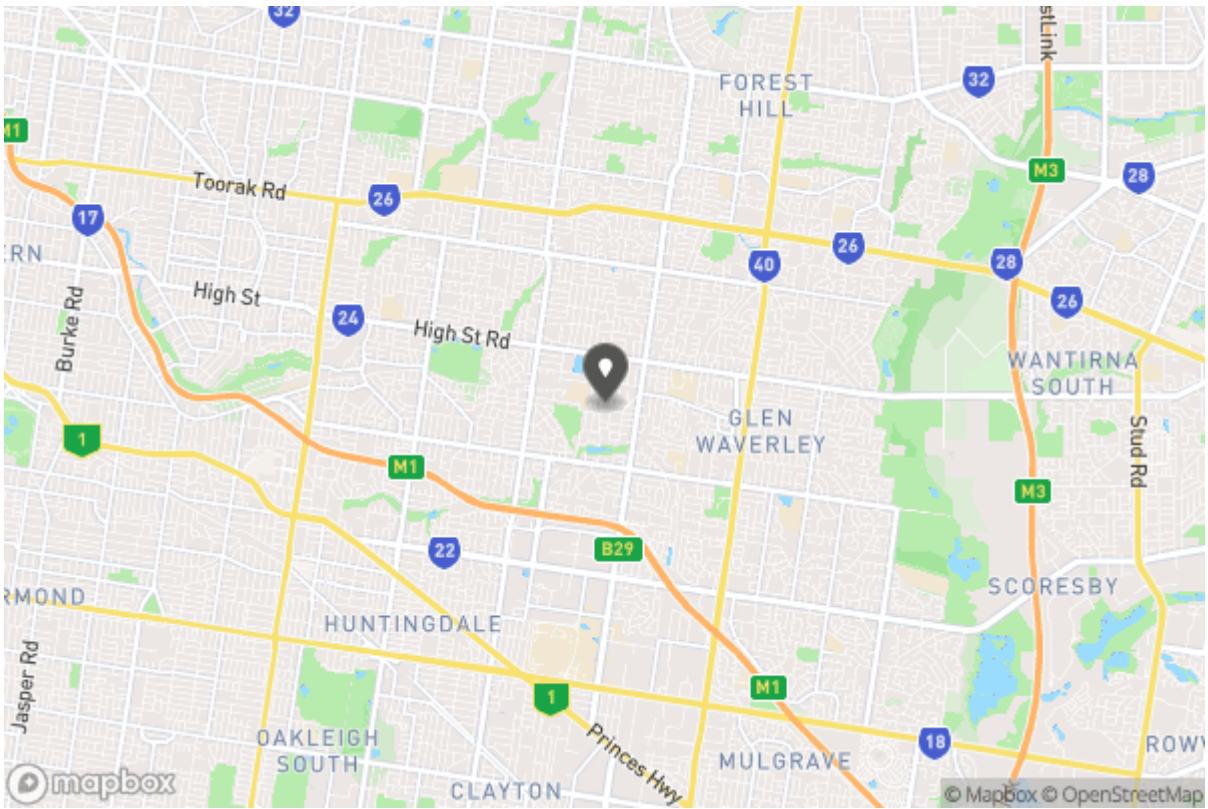 32
stLink
FOREST
HILL
32
M1
M3
28
Toorak Rd
26
17
26
28
40
ERN
High St
26
Burke Rd
24
High St Rd
WANTIRNA
SOUTH
GLEN
WAVERLEY
1
Stud Rd
M1
M3
22
B29
SCORESBY
RMOND
HUNTINGDALE
Jasper Rd
M1
1
OAKLEIGH
SOUTH
Princes Hwy
18
ROWV
MULGRAVE
CLAYTON
mapbox
© Mapbox © OpenStreetMap